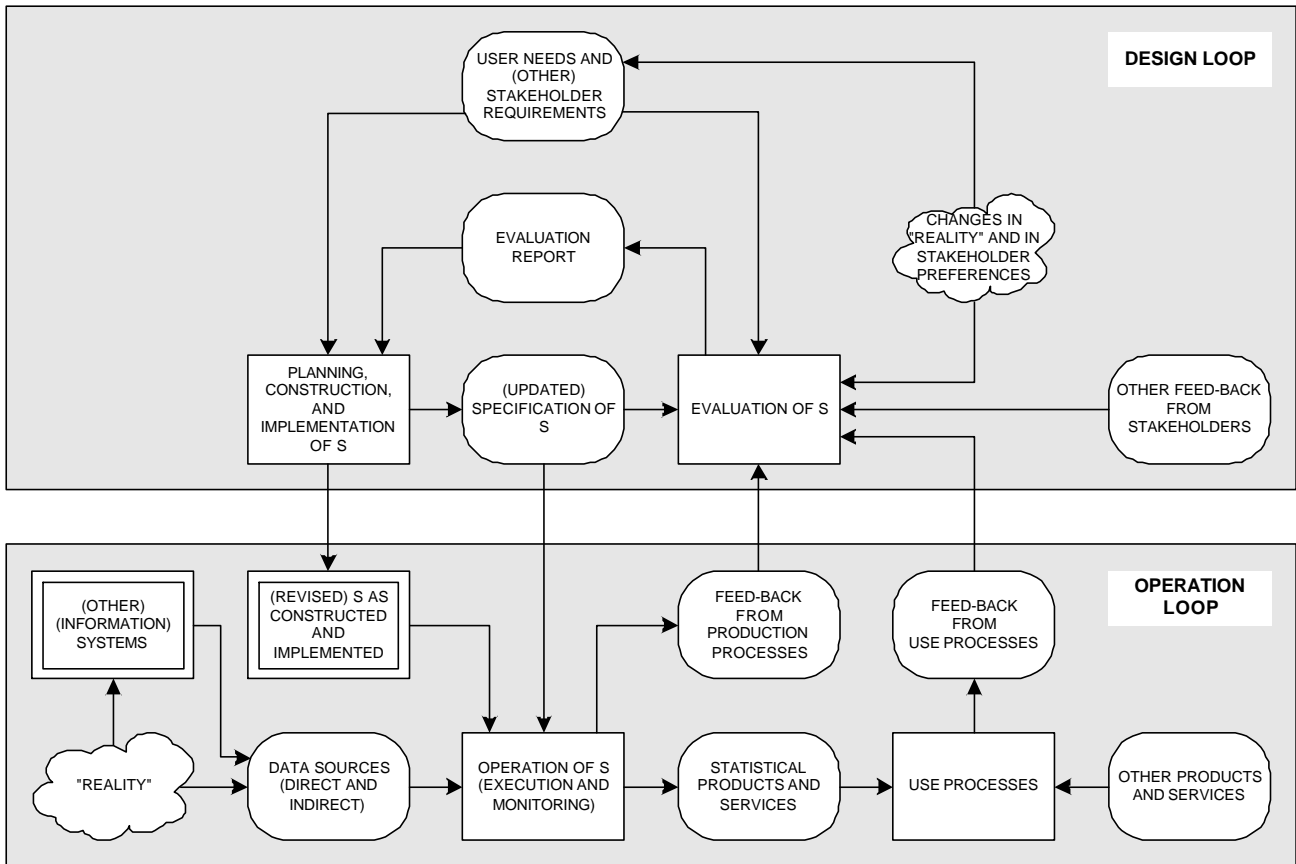 USER NEEDS AND
(OTHER)
STAKEHOLDER
REQUIREMENTS
DESIGN LOOP
EVALUATION
REPORT
CHANGES IN
"REALITY" AND IN
STAKEHOLDER
PREFERENCES
PLANNING,
CONSTRUCTION,
AND
IMPLEMENTATION
OF S
(UPDATED)
SPECIFICATION OF
S
EVALUATION OF S
OTHER FEED-BACK
FROM
STAKEHOLDERS
(OTHER)
(INFORMATION)
SYSTEMS
(REVISED) S AS
CONSTRUCTED
AND
IMPLEMENTED
FEED-BACK
FROM
PRODUCTION
PROCESSES
FEED-BACK
FROM
USE PROCESSES
OPERATION
LOOP
"REALITY"
DATA SOURCES
(DIRECT AND
INDIRECT)
OPERATION OF S
(EXECUTION AND
MONITORING)
STATISTICAL
PRODUCTS AND
SERVICES
USE PROCESSES
OTHER PRODUCTS
AND SERVICES